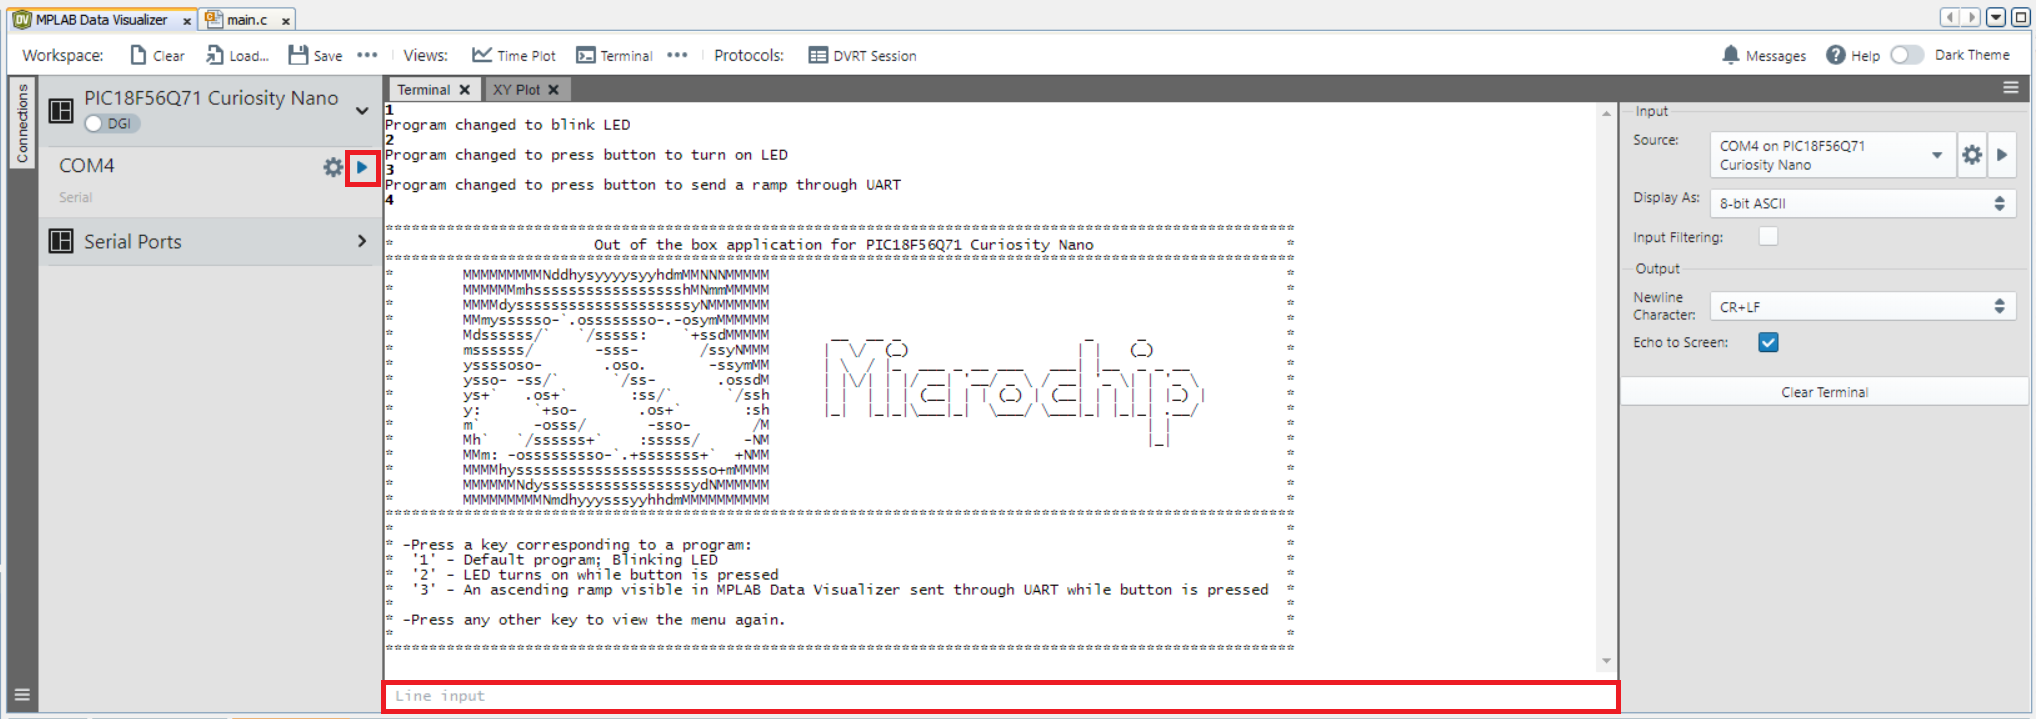 MPLAB Data Visualizer x main.c x
Workspace: Clear Load... Save ••• Views: Time Plot Terminal ••• Protocols: DVRT Session Messages Help Dark Theme
Connections
PIC18F56Q71 Curiosity Nano
DGI
COM4
Serial
Serial Ports
Terminal X XY Plot X
1
Program changed to blink LED
2
Program changed to press button to turn on LED
3
Program changed to press button to send a ramp through UART
4
* Out of the box application for PIC18F56Q71 Curiosity Nano *
MMMMMMMMMNddhysyyyysyyhdmMMNNNMMMMM
MMMMMMmhsssssssssssssssssshMNmmMMMMM
MMMMdyssssssssssssssssssssyNMMMMMMM
MMmyssssso-`.ossssssso-.-osymMMMMMM
Mdssssss/` `/sssss: `+ssdMMMMM
mssssss/ -sss- /ssyNMMM
yssssoso- .oso. -ssymMM
ysso- -ss/` `/ss- .ossdM
ys+` .os+` :ss/` `/ssh
y: `+so- .os+` :sh
m` -osss/ -sso- /M
Mh` `/ssssss+` :sssss/ -NM
MMm: -ossssssso-`.+sssssss+` +NMM
MMMMhysssssssssssssssssssssso+mMMMM
MMMMMMNdysssssssssssssssssydNMMMMMM
MMMMMMMMMNmdhyyysssyyhhdmMMMMMMMMMM
Microchip
* -Press a key corresponding to a program: *
* '1' - Default program; Blinking LED *
* '2' - LED turns on while button is pressed *
* '3' - An ascending ramp visible in MPLAB Data Visualizer sent through UART while button is pressed *
* -Press any other key to view the menu again. *
Line input
Input
Source: COM4 on PIC18F56Q71 Curiosity Nano
Display As: 8-bit ASCII
Input Filtering:
Output
Newline Character: CR+LF
Echo to Screen:
Clear Terminal